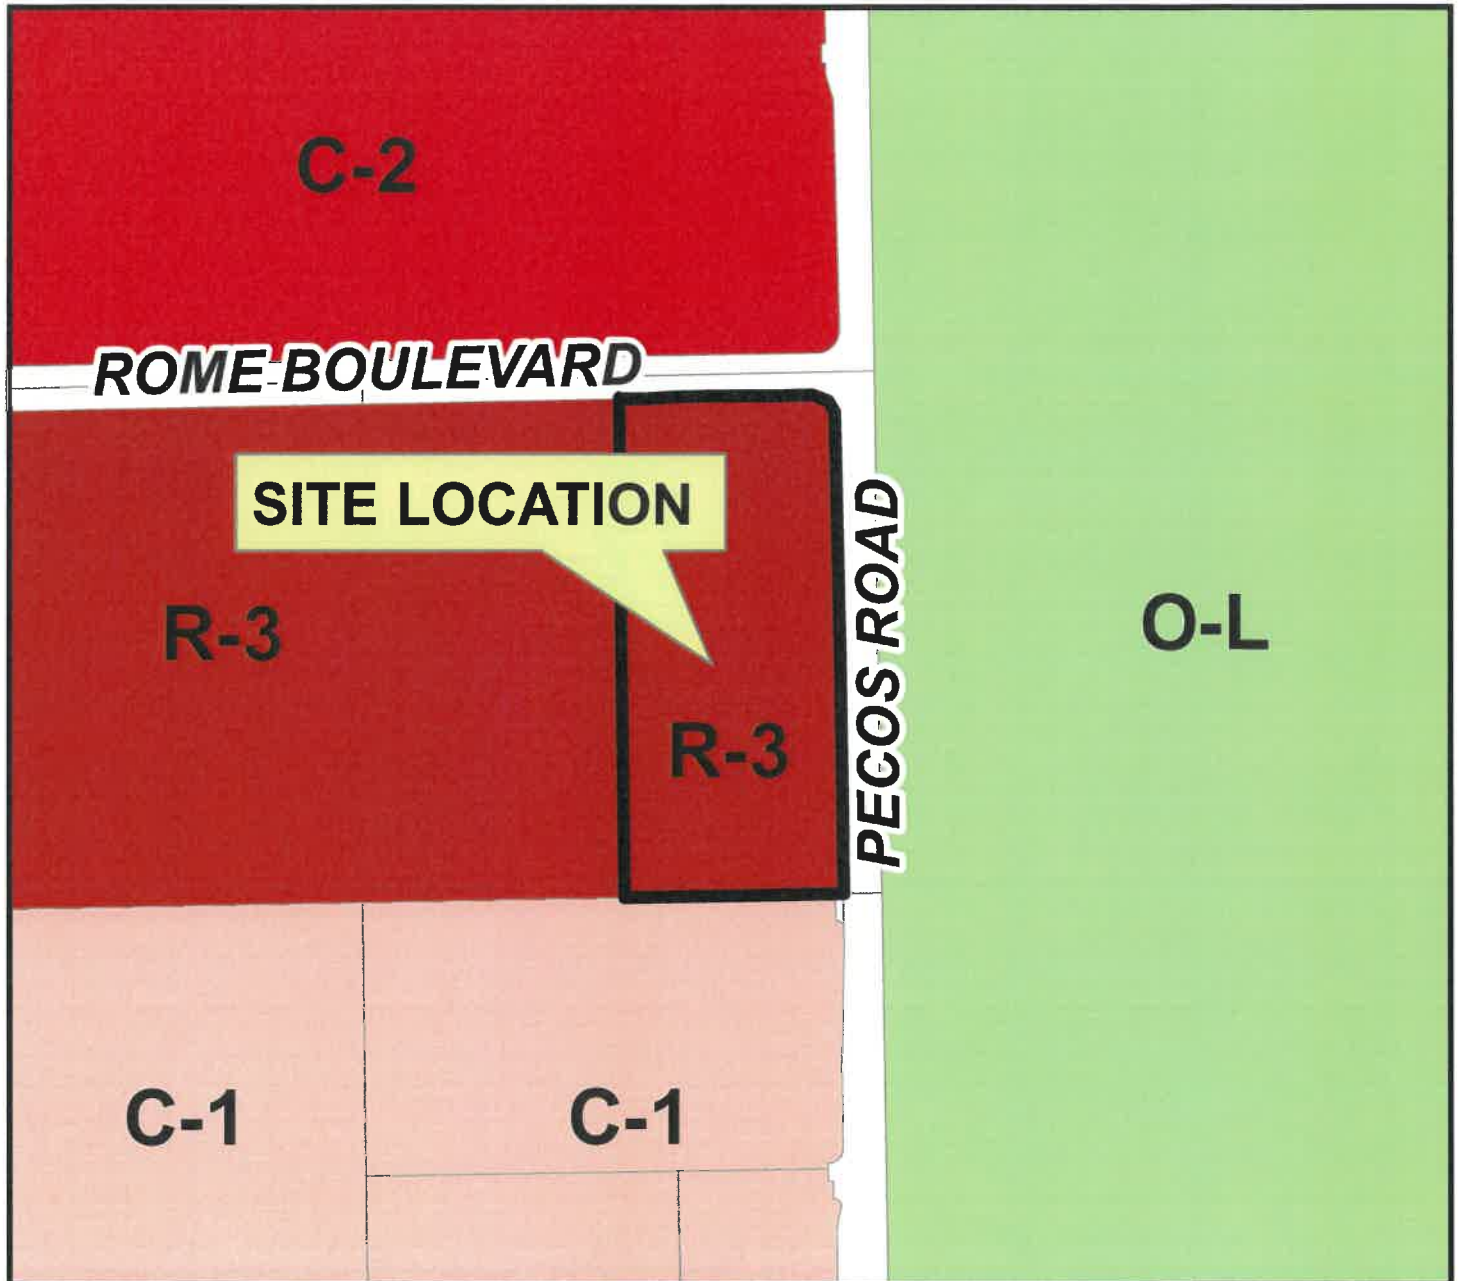 C-2
ROME BOULEVARD
SITE LOCATION
R-3
R-3
PECOS ROAD
O-L
C-1
C-1